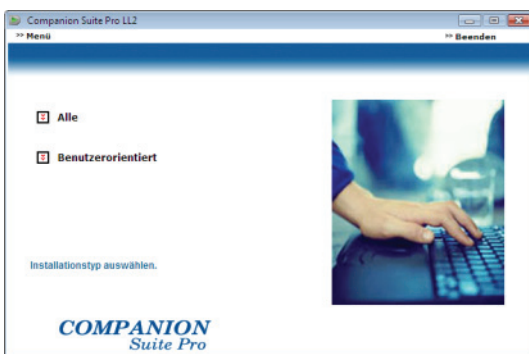 Companion Suite Pro LL2
>> Menü
>> Beenden
Alle
Benutzerorientiert
Installationstyp auswählen.
COMPANION
Suite Pro